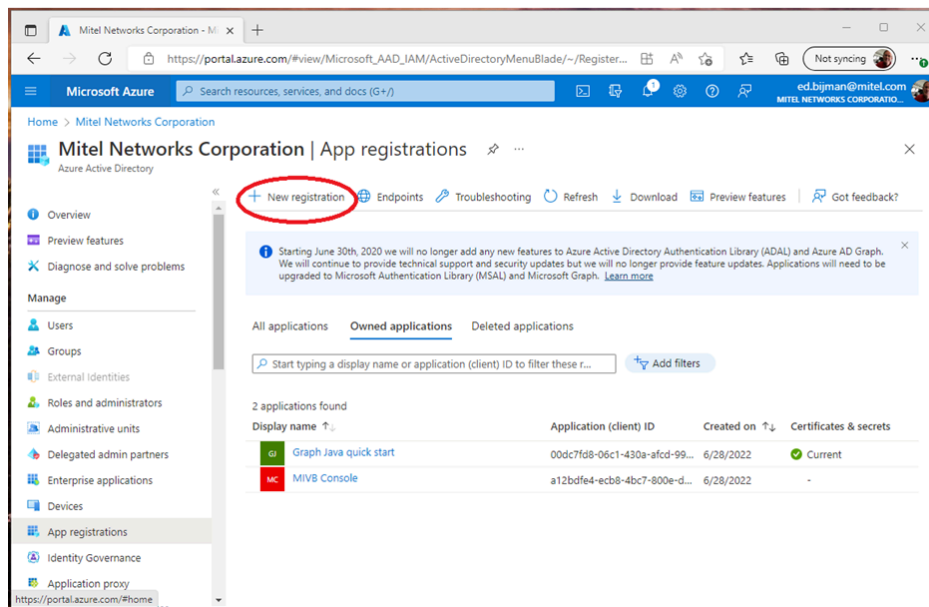 Mitel Networks Corporation - Mi
https://portal.azure.com/#view/Microsoft_AAD_IAM/ActiveDirectoryMenuBlade/~/Register...
Not syncing
Microsoft Azure
Search resources, services, and docs (G+/)
1
ed.bijman@mitel.com
MITEL NETWORKS CORPORATIO...
Home > Mitel Networks Corporation
Mitel Networks Corporation | App registrations
Azure Active Directory
New registration
Endpoints
Troubleshooting
Refresh
Download
Preview features
Got feedback?
Overview
Preview features
Diagnose and solve problems
Manage
Users
Groups
External Identities
Roles and administrators
Administrative units
Delegated admin partners
Enterprise applications
Devices
App registrations
Identity Governance
Application proxy
https://portal.azure.com/#home
Starting June 30th, 2020 we will no longer add any new features to Azure Active Directory Authentication Library (ADAL) and Azure AD Graph.
We will continue to provide technical support and security updates but we will no longer provide feature updates. Applications will need to be
upgraded to Microsoft Authentication Library (MSAL) and Microsoft Graph. Learn more
All applications
Owned applications
Deleted applications
Start typing a display name or application (client) ID to filter these r...
Add filters
2 applications found
Display name ↑↓ Application (client) ID Created on ↑↓ Certificates & secrets
GJ Graph Java quick start 00dc7fd8-06c1-430a-afcd-99... 6/28/2022 Current
MC MIVB Console a12bdfe4-ecb8-4bc7-800e-d... 6/28/2022 -